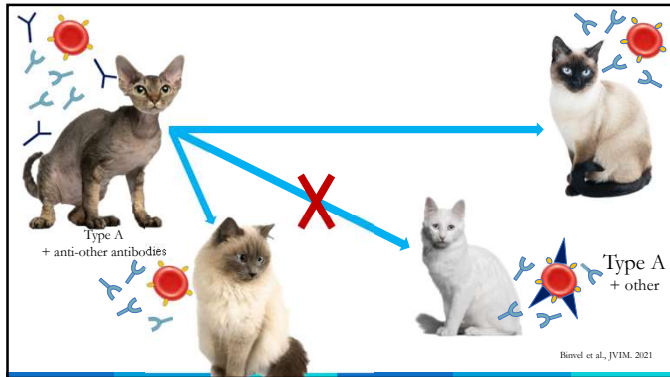 Type A
+ anti-other antibodies
Type A
+ other
Binvel et al., JVIM. 2021